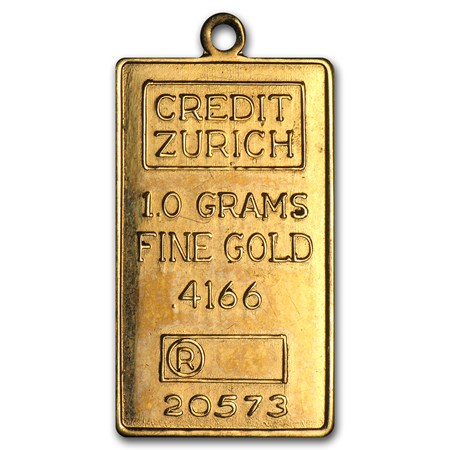 CREDIT
ZURICH
1.0 GRAMS
FINE GOLD
.4166
®
20573